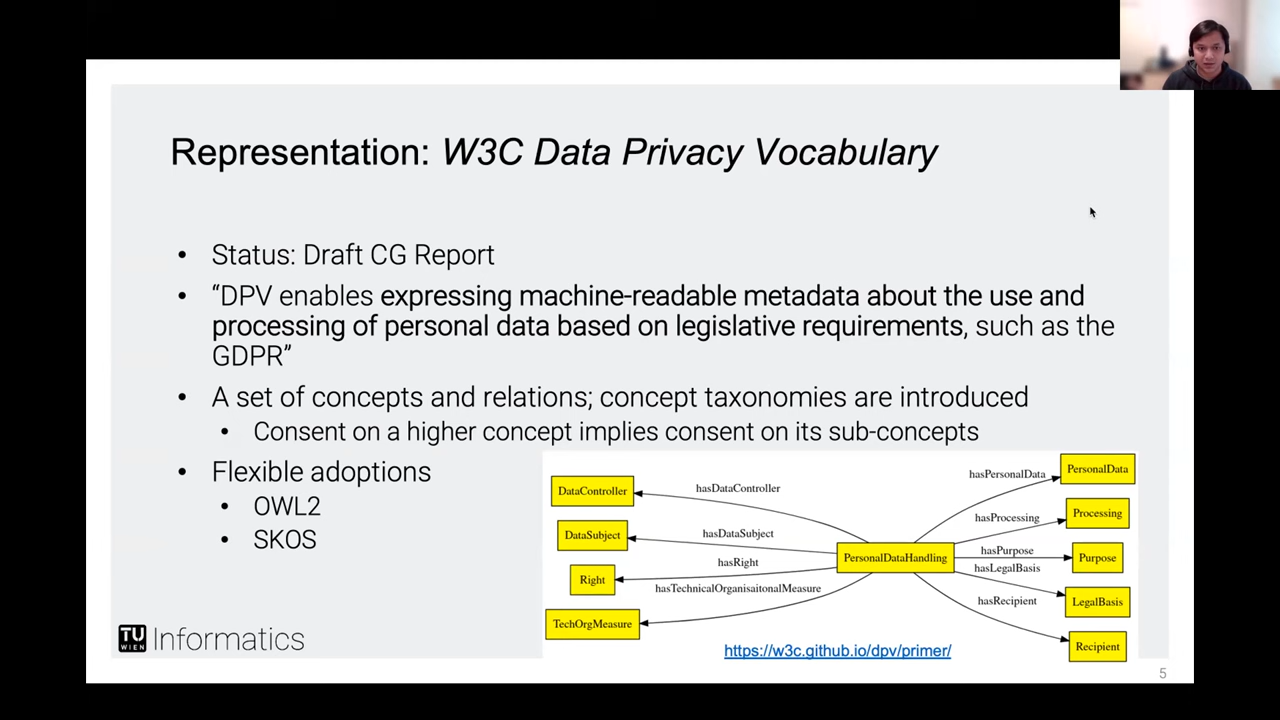 Representation: W3C Data Privacy Vocabulary
• Status: Draft CG Report
• “DPV enables expressing machine-readable metadata about the use and
processing of personal data based on legislative requirements, such as the
GDPR”
• A set of concepts and relations; concept taxonomies are introduced
• Consent on a higher concept implies consent on its sub-concepts
• Flexible adoptions
• OWL2
• SKOS
DataController
DataSubject
Right
TechOrgMeasure
hasDataController
hasDataSubject
hasRight
hasTechnicalOrganisaitonalMeasure
PersonalDataHandling
hasPersonalData
hasProcessing
hasPurpose
hasLegalBasis
hasRecipient
PersonalData
Processing
Purpose
LegalBasis
Recipient
https://w3c.github.io/dpv/primer/
TU
WIEN
Informatics
5